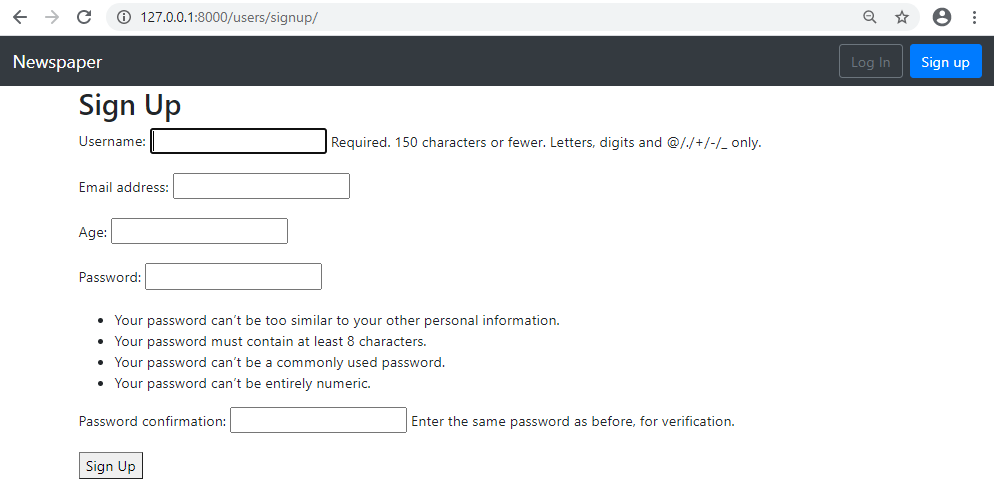 127.0.0.1:8000/users/signup/
Newspaper Log In Sign up
Sign Up
Username: Required. 150 characters or fewer. Letters, digits and @/./+/-/_ only.
Email address:
Age:
Password:
• Your password can't be too similar to your other personal information.
• Your password must contain at least 8 characters.
• Your password can't be a commonly used password.
• Your password can't be entirely numeric.
Password confirmation: Enter the same password as before, for verification.
Sign Up